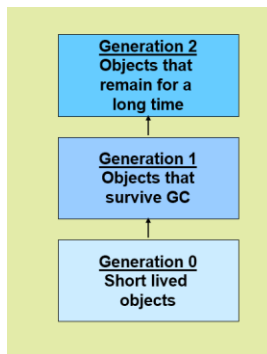 Generation 2
Objects that
remain for a
long time
Generation 1
Objects that
survive GC
Generation 0
Short lived
objects